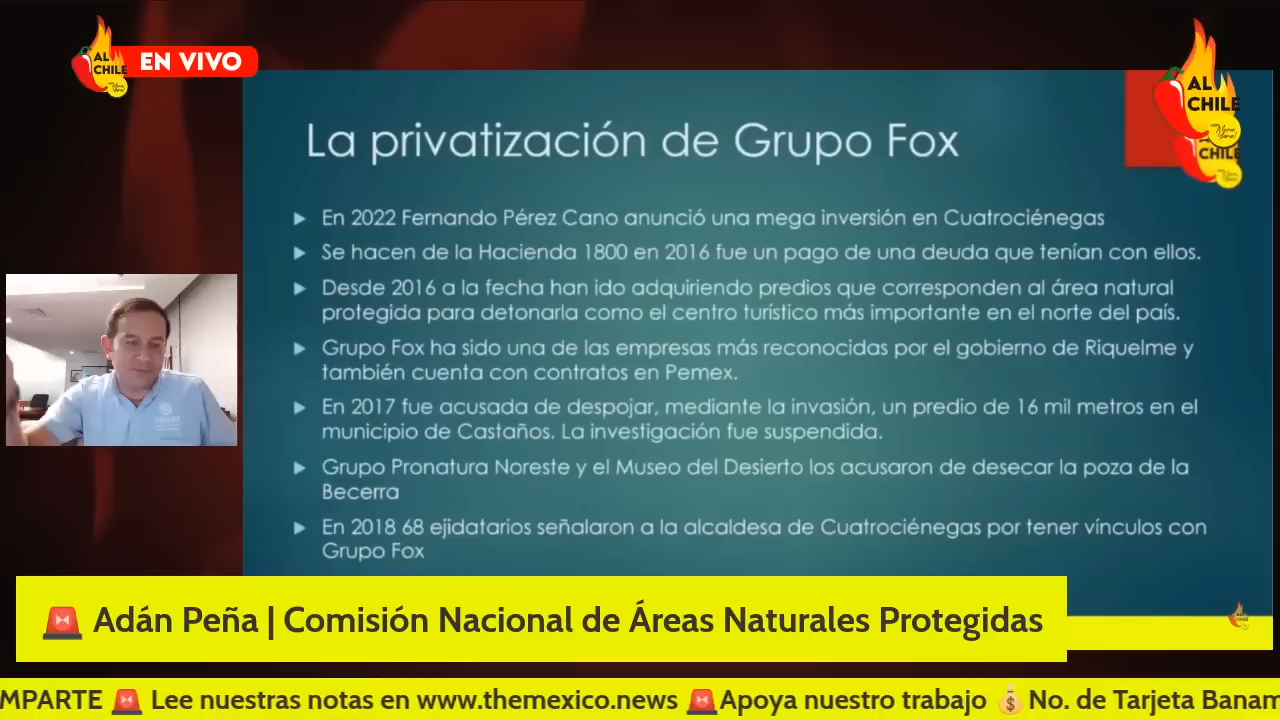 AL
CHILE
EN VIVO
AL
CHILE
CHILE
La privatización de Grupo Fox
En 2022 Fernando Pérez Cano anunció una mega inversión en Cuatrociénegas
Se hacen de la Hacienda 1800 en 2016 fue un pago de una deuda que tenían con ellos.
Desde 2016 a la fecha han ido adquiriendo predios que corresponden al área natural
protegida para detonarla como el centro turístico más importante en el norte del país.
Grupo Fox ha sido una de las empresas más reconocidas por el gobierno de Riquelme y
también cuenta con contratos en Pemex.
En 2017 fue acusada de despojar, mediante la invasión, un predio de 16 mil metros en el
municipio de Castaños. La investigación fue suspendida.
Grupo Pronatura Noreste y el Museo del Desierto los acusaron de desecar la poza de la
Becerra
En 2018 68 ejidatarios señalaron a la alcaldesa de Cuatrociénegas por tener vínculos con
Grupo Fox
🚨 Adán Peña | Comisión Nacional de Áreas Naturales Protegidas
MPARTE 🚨 Lee nuestras notas en www.themexico.news 🚨Apoya nuestro trabajo 💰No. de Tarjeta Banam